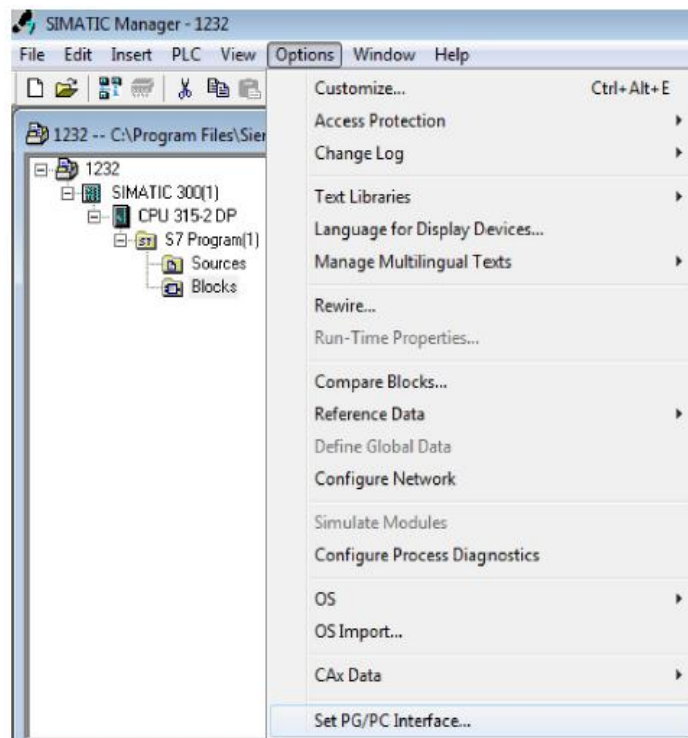 SIMATIC Manager - 1232
File Edit Insert PLC View Options Window Help
1232 -- C:\Program Files\Sier
1232
SIMATIC 300(1)
CPU 315-2 DP
S7 Program(1)
Sources
Blocks
Customize... Ctrl+Alt+E
Access Protection
Change Log
Text Libraries
Language for Display Devices...
Manage Multilingual Texts
Rewire...
Run-Time Properties...
Compare Blocks...
Reference Data
Define Global Data
Configure Network
Simulate Modules
Configure Process Diagnostics
OS
OS Import...
CAx Data
Set PG/PC Interface...